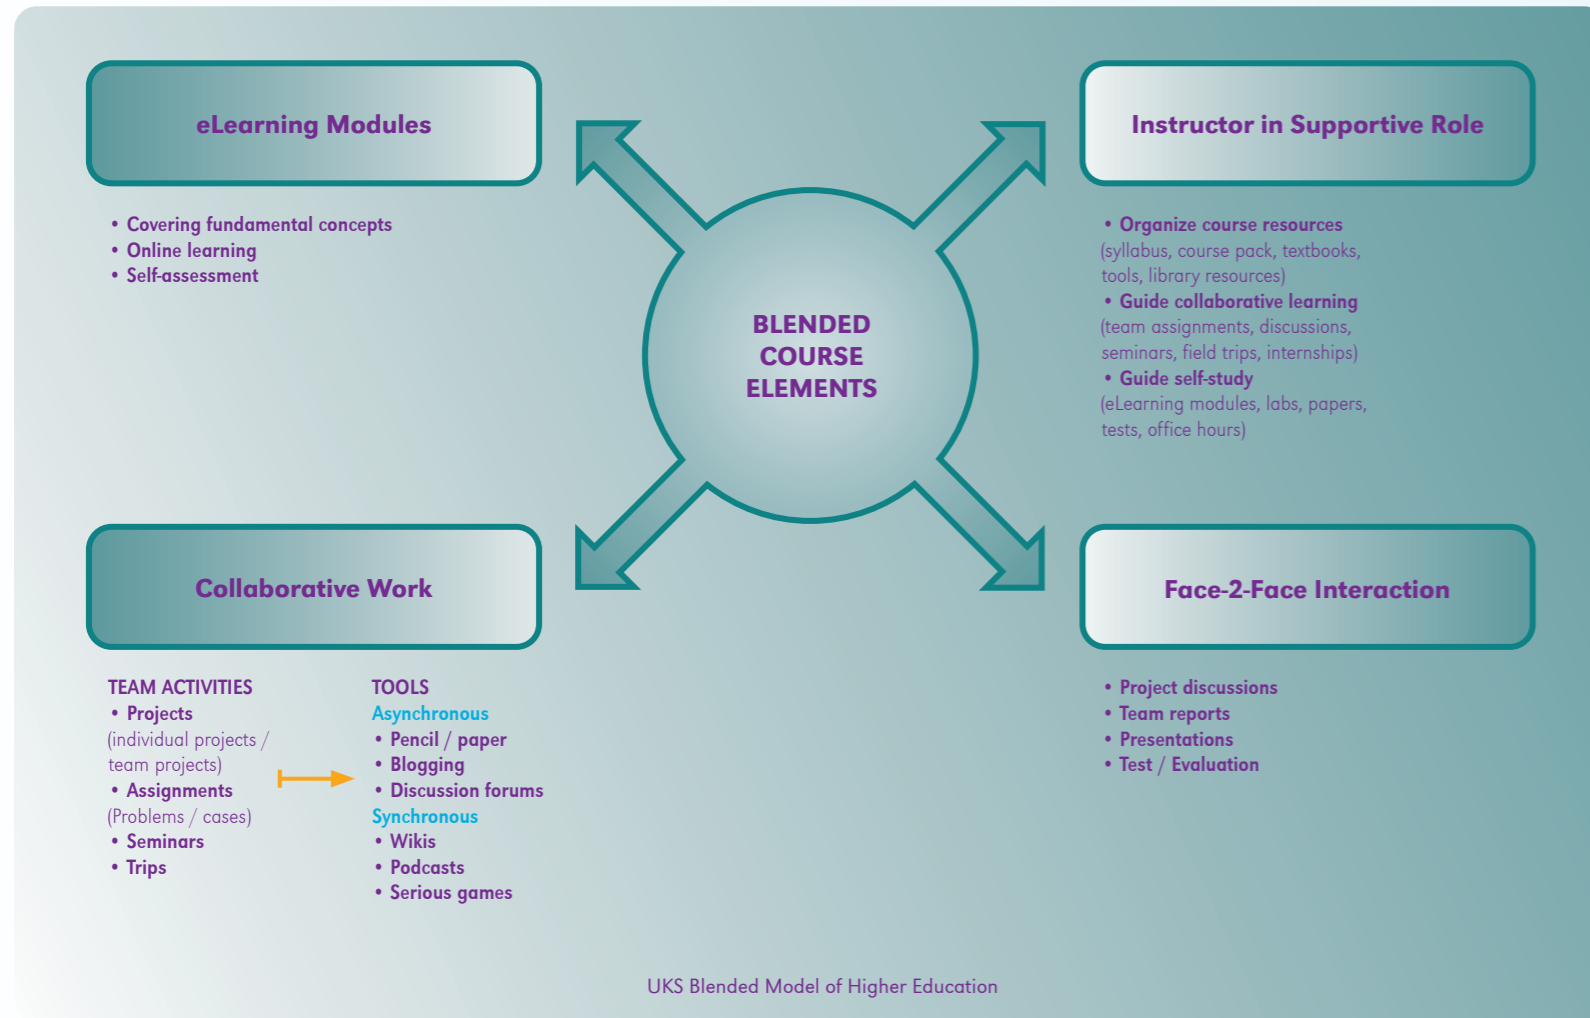 eLearning Modules
• Covering fundamental concepts
• Online learning
• Self-assessment
Instructor in Supportive Role
• Organize course resources
(syllabus, course pack, textbooks,
tools, library resources)
• Guide collaborative learning
(team assignments, discussions,
seminars, field trips, internships)
• Guide self-study
(eLearning modules, labs, papers,
tests, office hours)
BLENDED
COURSE
ELEMENTS
Collaborative Work
TEAM ACTIVITIES
• Projects
(individual projects /
team projects)
• Assignments
(Problems / cases)
• Seminars
• Trips
TOOLS
Asynchronous
• Pencil / paper
• Blogging
• Discussion forums
Synchronous
• Wikis
• Podcasts
• Serious games
Face-2-Face Interaction
• Project discussions
• Team reports
• Presentations
• Test / Evaluation
UKS Blended Model of Higher Education